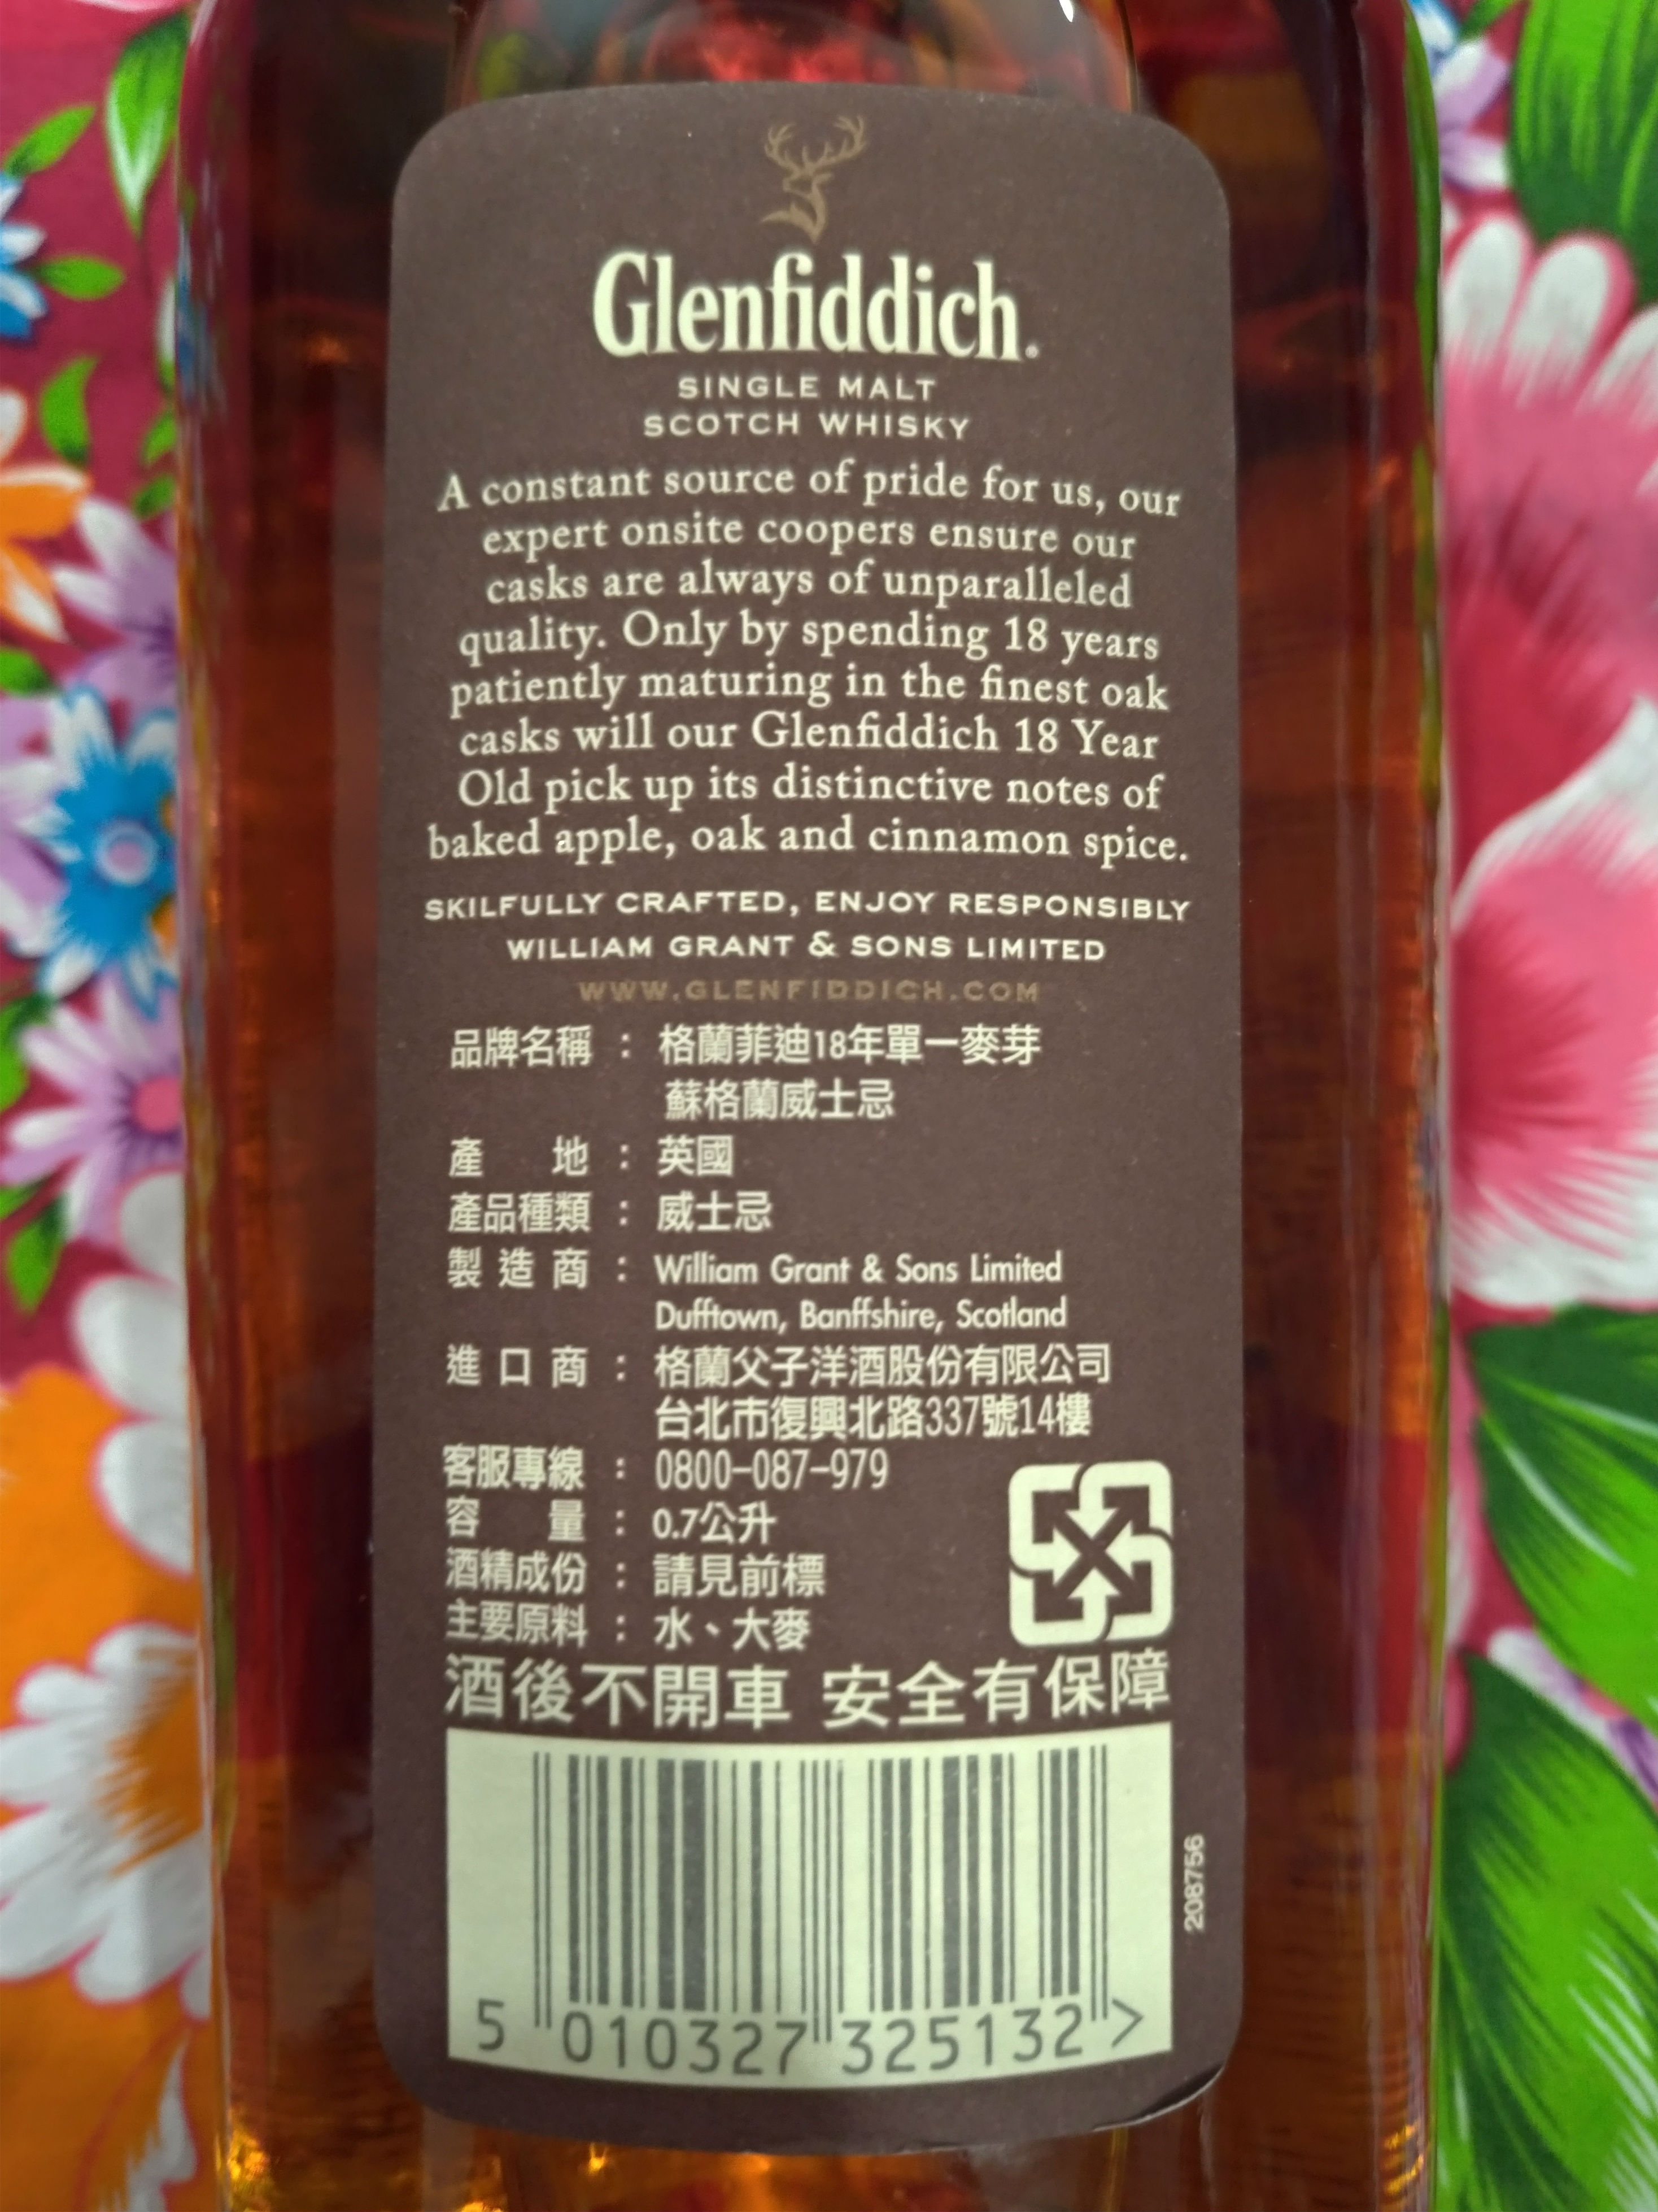 Glenfiddich.
SINGLE MALT
SCOTCH WHISKY
A constant source of pride for us, our
expert onsite coopers ensure our
casks are always of unparalleled
quality. Only by spending 18 years
patiently maturing in the finest oak
casks will our Glenfiddich 18 Year
Old pick up its distinctive notes of
baked apple, oak and cinnamon spice.
SKILFULLY CRAFTED, ENJOY RESPONSIBLY
WILLIAM GRANT & SONS LIMITED
WWW.GLENFIDDICH.COM
品牌名稱 : 格蘭菲迪18年單一麥芽
蘇格蘭威士忌
產 地 : 英國
產品種類 : 威士忌
製造商 : William Grant & Sons Limited
Dufftown, Banffshire, Scotland
進口商 : 格蘭父子洋酒股份有限公司
台北市復興北路337號14樓
客服專線 : 0800-087-979
容 量 : 0.7公升
酒精成份 : 請見前標
主要原料 : 水、大麥
酒後不開車 安全有保障
5 010327 325132 >
208756